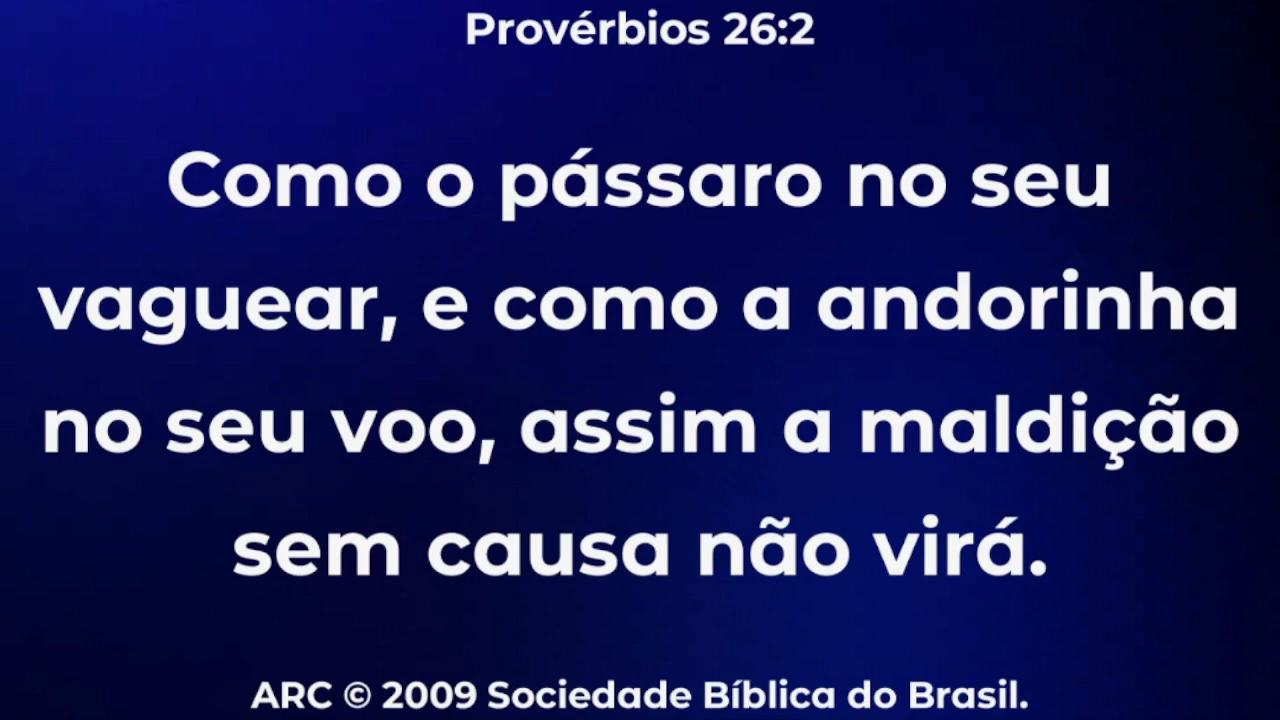 Provérbios 26:2
Como o pássaro no seu
vaguear, e como a andorinha
no seu voo, assim a maldição
sem causa não virá.
ARC © 2009 Sociedade Bíblica do Brasil.